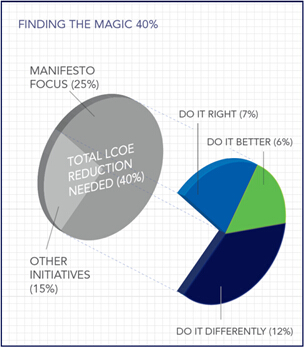 FINDING THE MAGIC 40%
MANIFESTO
FOCUS (25%)
DO IT RIGHT (7%)
DO IT BETTER (6%)
TOTAL LCOE
REDUCTION
NEEDED (40%)
OTHER
INITIATIVES
(15%)
DO IT DIFFERENTLY (12%)